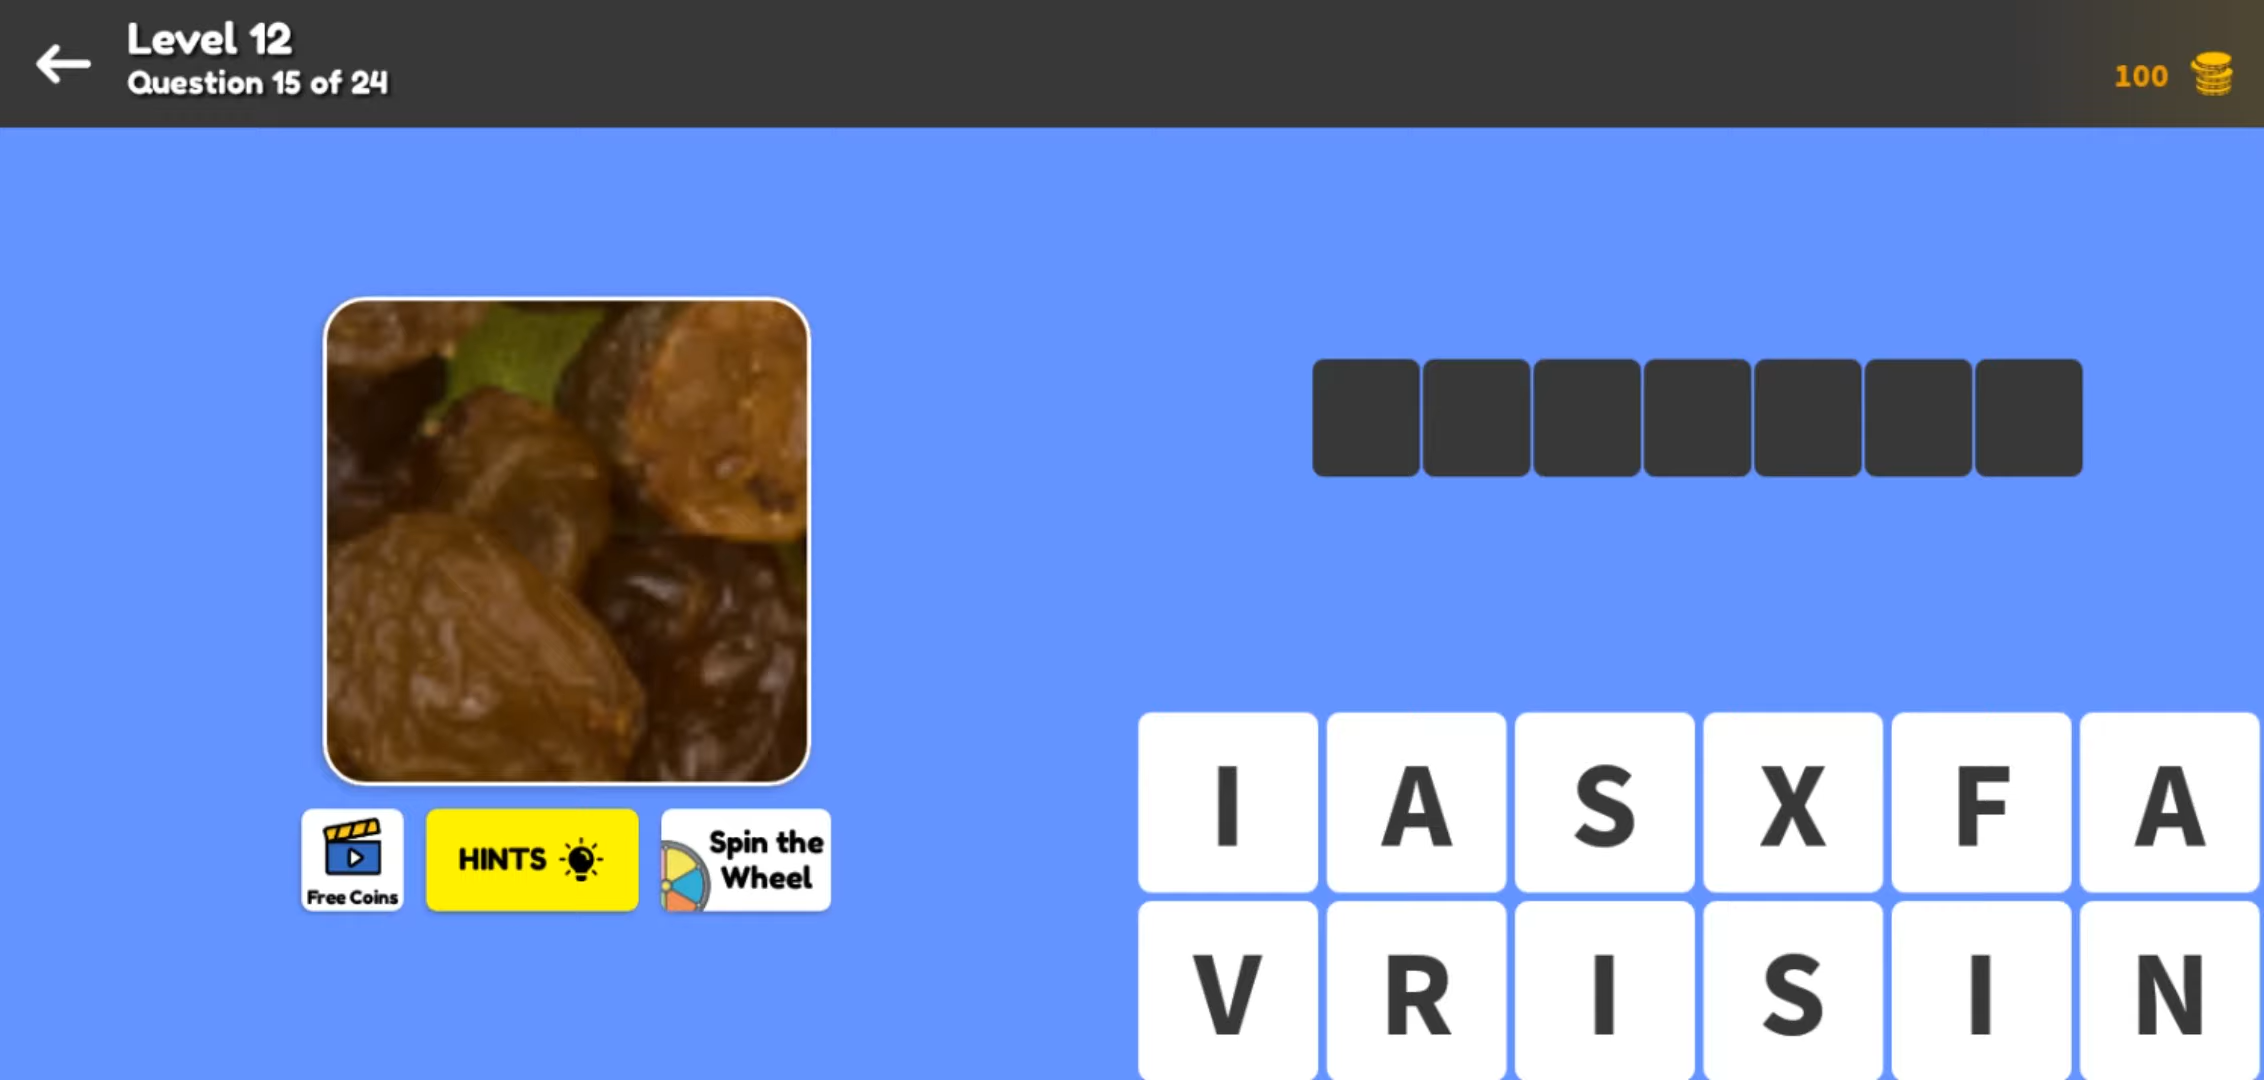 Level 12
Question 15 of 24
100
Free Coins
HINTS
Spin the
Wheel
I A S X F A
V R I S I N